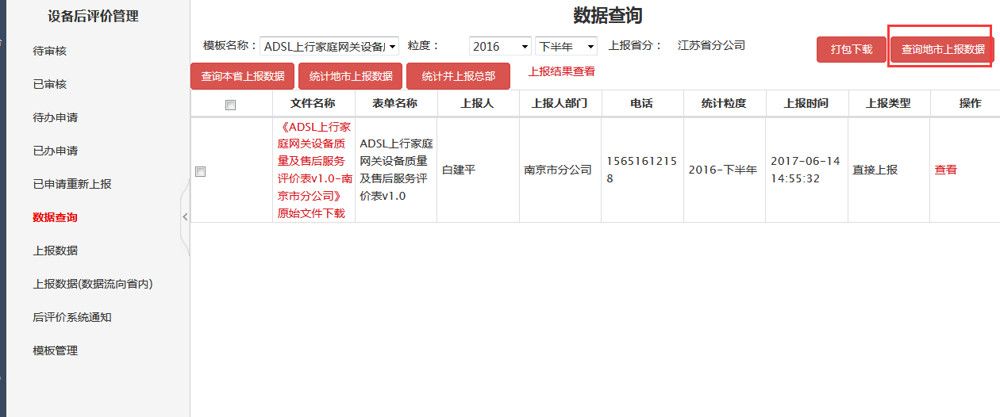 设备后评价管理
待审核
已审核
待办申请
已办申请
已申请重新上报
数据查询
上报数据
上报数据(数据流向省内)
后评价系统通知
模板管理
数据查询
模板名称： ADSL上行家庭网关设备 粒度： 2016 下半年 上报省分： 江苏省分公司 打包下载 查询地市上报数据
查询本省上报数据 统计地市上报数据 统计并上报总部 上报结果查看
文件名称 表单名称 上报人 上报人部门 电话 统计粒度 上报时间 上报类型 操作
《ADSL上行家
庭网关设备质
量及售后服务
评价表v1.0-南
京市分公司》
原始文件下载
ADSL上行家庭
网关设备质量
及售后服务评
价表v1.0
白建平
南京市分公司
1565161215
8
2016-下半年
2017-06-14
14:55:32
直接上报
查看